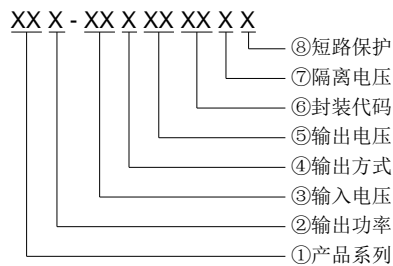 XX X - XX X XX XX X X
⑧短路保护
⑦隔离电压
⑥封装代码
⑤输出电压
④输出方式
③输入电压
②输出功率
①产品系列